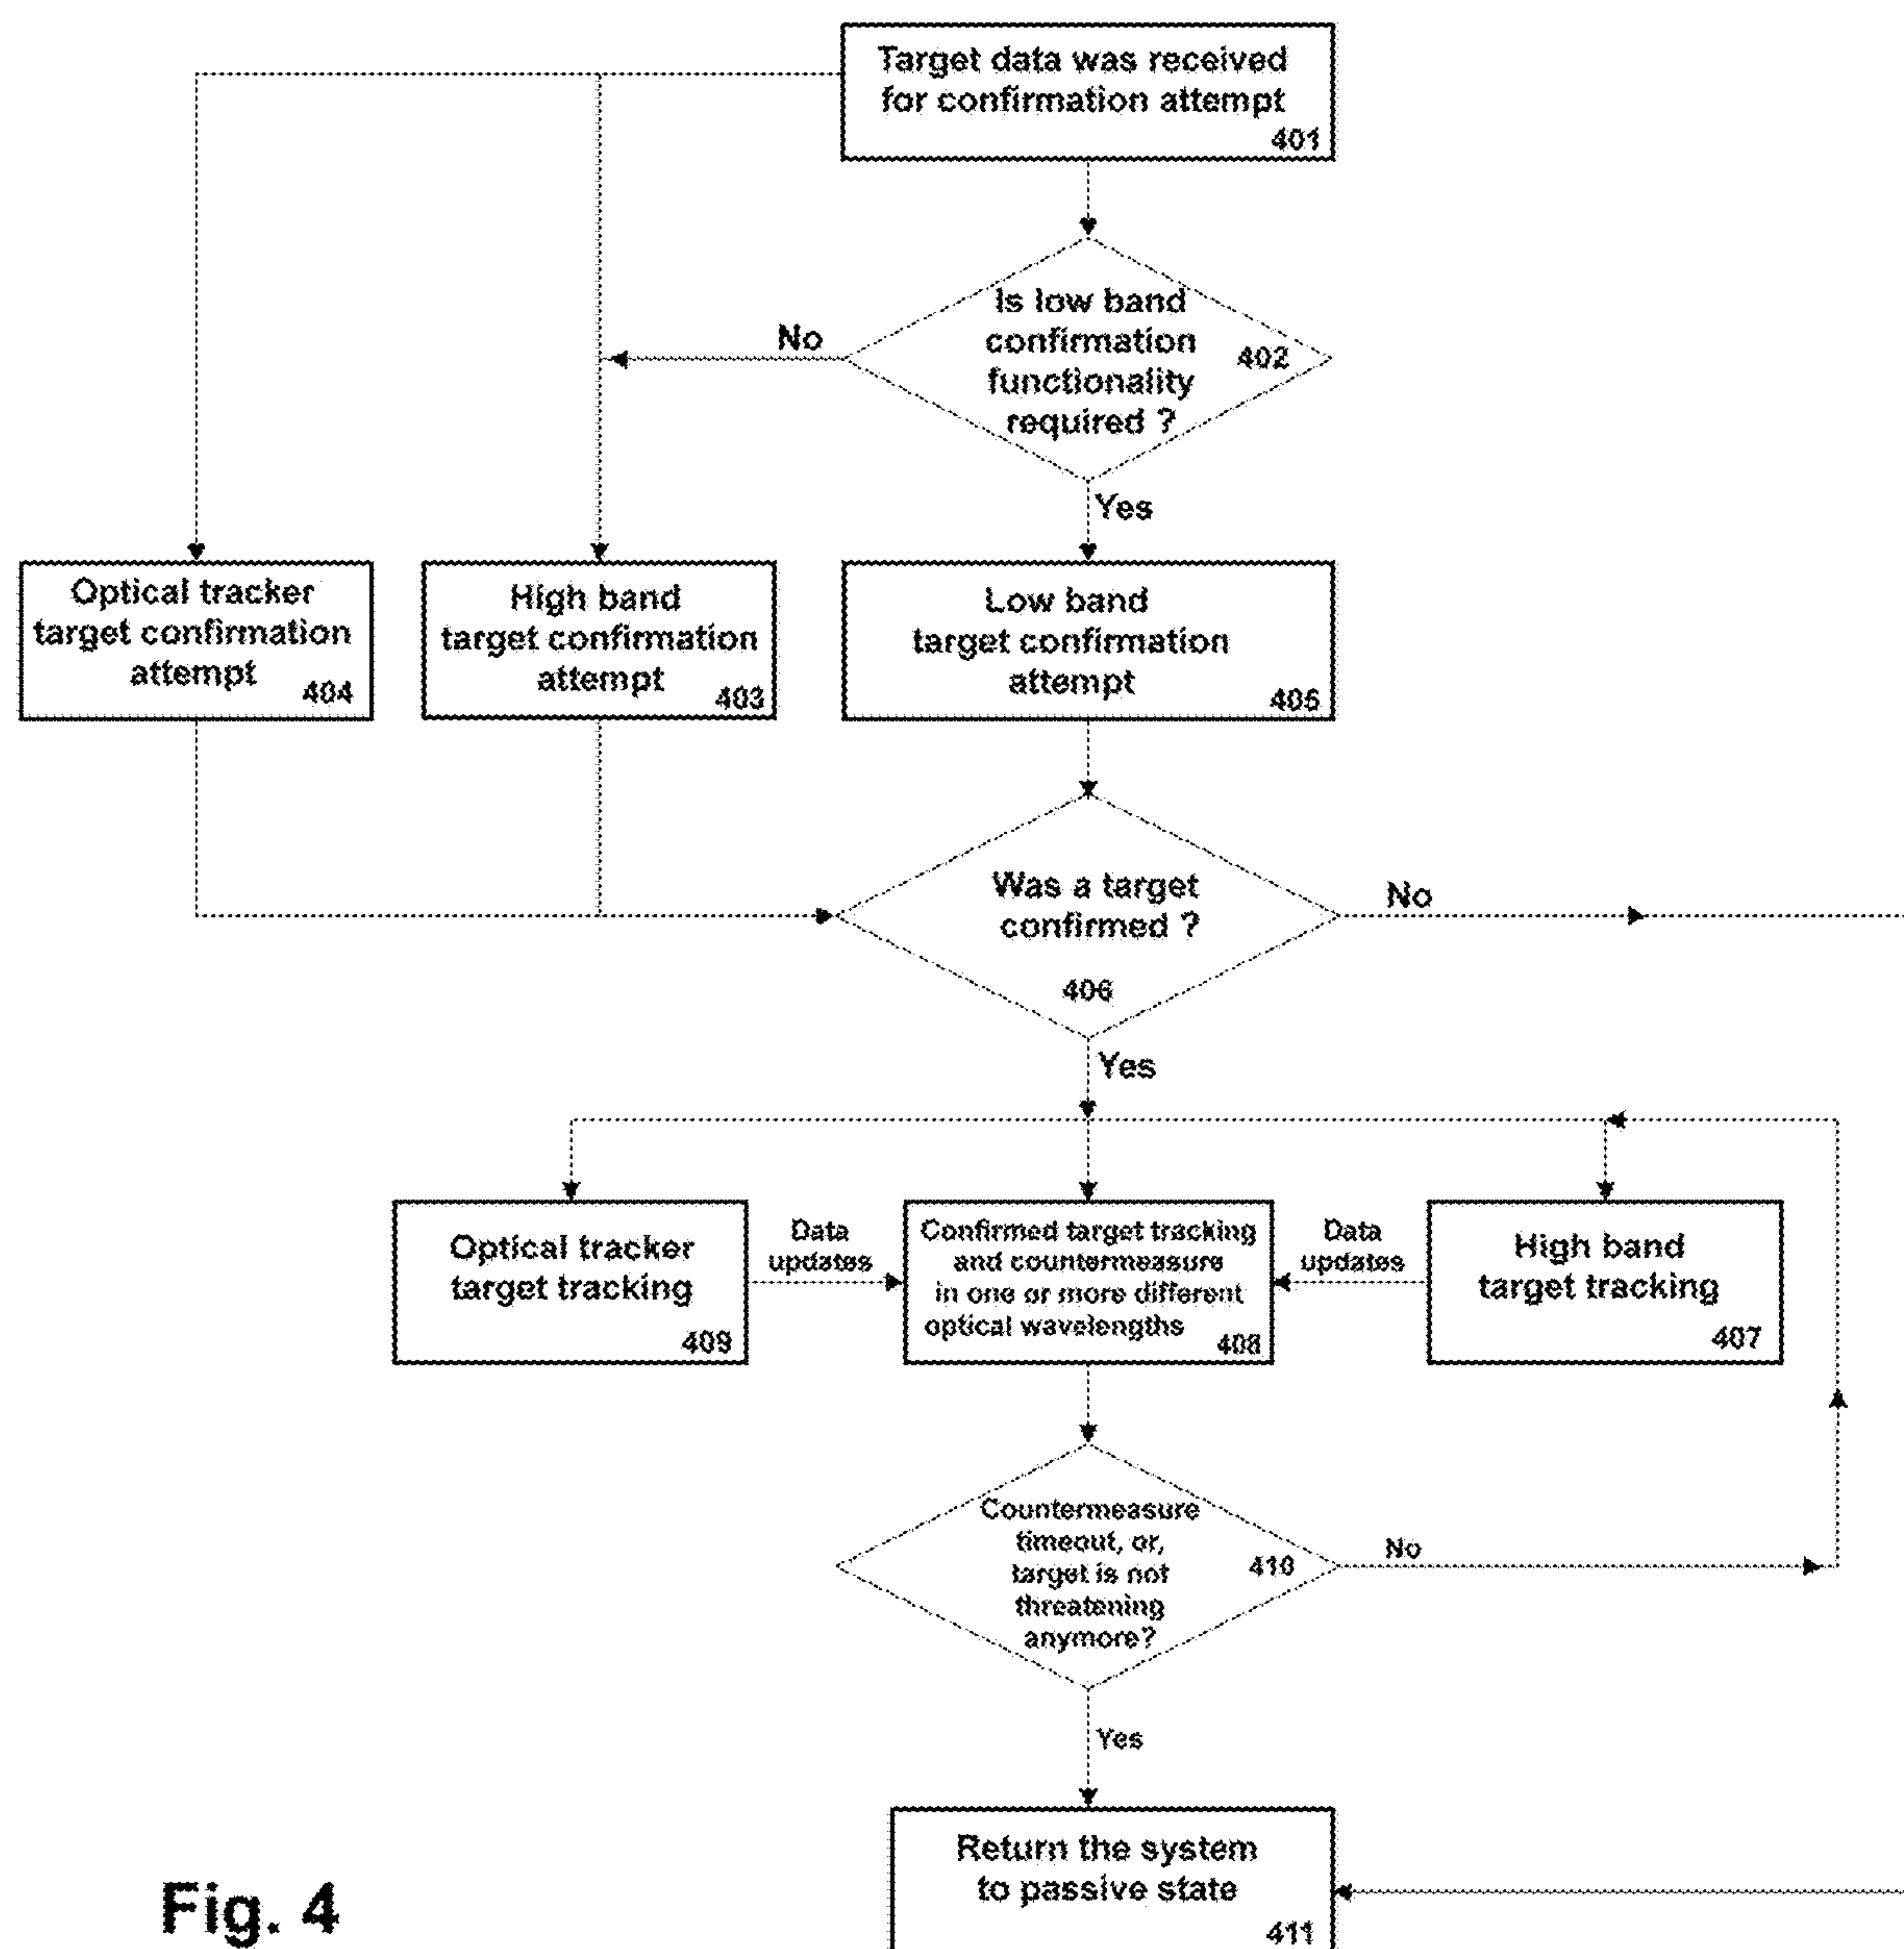 Target data was received
for confirmation attempt
401
Is low band
confirmation
functionality
required ?
402
No
Yes
Optical tracker
target confirmation
attempt
404
High band
target confirmation
attempt
403
Low band
target confirmation
attempt
405
Was a target
confirmed ?
406
No
Yes
Optical tracker
target tracking
409
Data
updates
Confirmed target tracking
and countermeasure
in one or more different
optical wavelengths
408
Data
updates
High band
target tracking
407
Countermeasure
timeout, or,
target is not
threatening
anymore?
410
No
Yes
Return the system
to passive state
411
Fig. 4